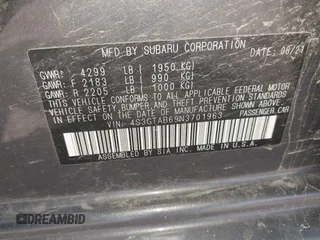 MFD BY SUBARU CORPORATION DATE 08/21
GVWR: 4299 LB ( 1950 KG)
GAWR: F 2183 LB ( 990 KG)
GAWR: R 2205 LB ( 1000 KG)
THIS VEHICLE CONFORMS TO ALL APPLICABLE FEDERAL MOTOR
VEHICLE SAFETY, BUMPER AND THEFT PREVENTION STANDARDS
IN EFFECT ON THE DATE OF MANUFACTURE SHOWN ABOVE
VIN: 4S3GTAB69N3701963 PASSENGER CAR
ASSEMBLED BY SIA INC. MADE IN U.S.A.
DREAMBID